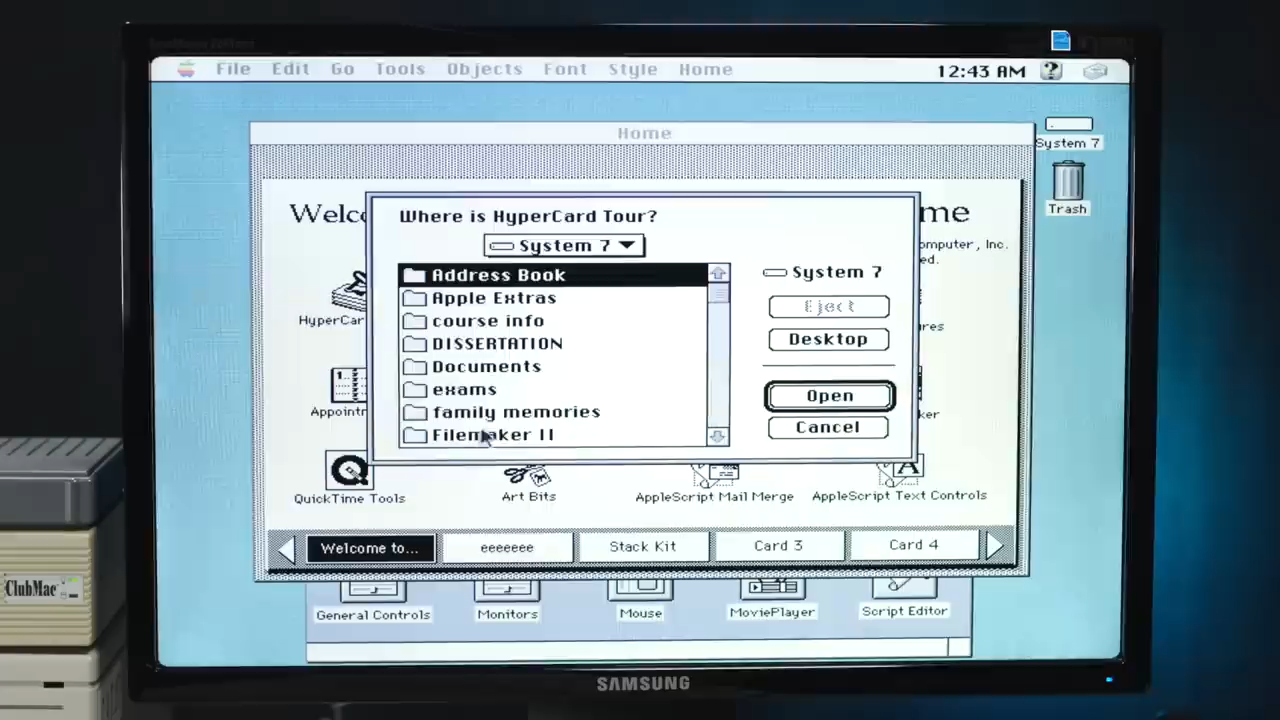 File Edit Go Tools Objects Font Style Home 12:43 AM
Home
System 7
Trash
Welco
me
omputer, Inc.
ed.
Where is HyperCard Tour?
System 7
Address Book
Apple Extras
course info
DISSERTATION
Documents
exams
family memories
Filemaker II
System 7
Eject
Desktop
Open
Cancel
HyperCar
res
Appointm
ker
QuickTime Tools
Art Bits
AppleScript Mail Merge
AppleScript Text Controls
Welcome to...
eeeeeee
Stack Kit
Card 3
Card 4
General Controls
Monitors
Mouse
MoviePlayer
Script Editor
ClubMac
SAMSUNG